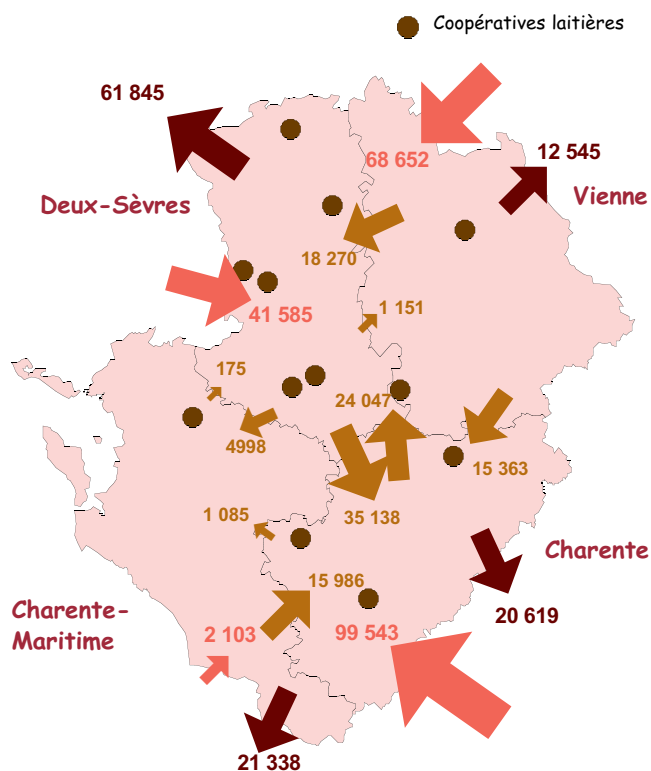 Coopératives laitières
61 845
68 652
12 545
Deux-Sèvres
Vienne
18 270
41 585
1 151
175
24 047
4998
15 363
1 085
35 138
Charente
15 986
Charente-
Maritime
2 103
99 543
20 619
21 338